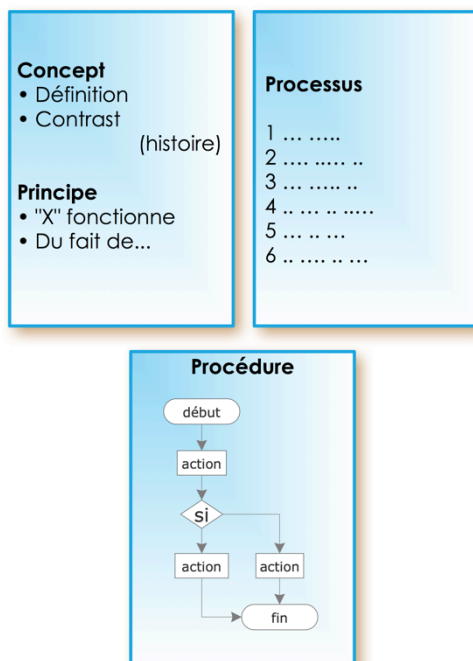 Concept
• Définition
• Contrast
(histoire)
Principe
• "X" fonctionne
• Du fait de...
Processus
1 ... .....
2 .... ..... ..
3 ... ..... ..
4 .. ... .. .....
5 ... .. ...
6 .. .... .. ...
Procédure
début
action
si
action
action
fin